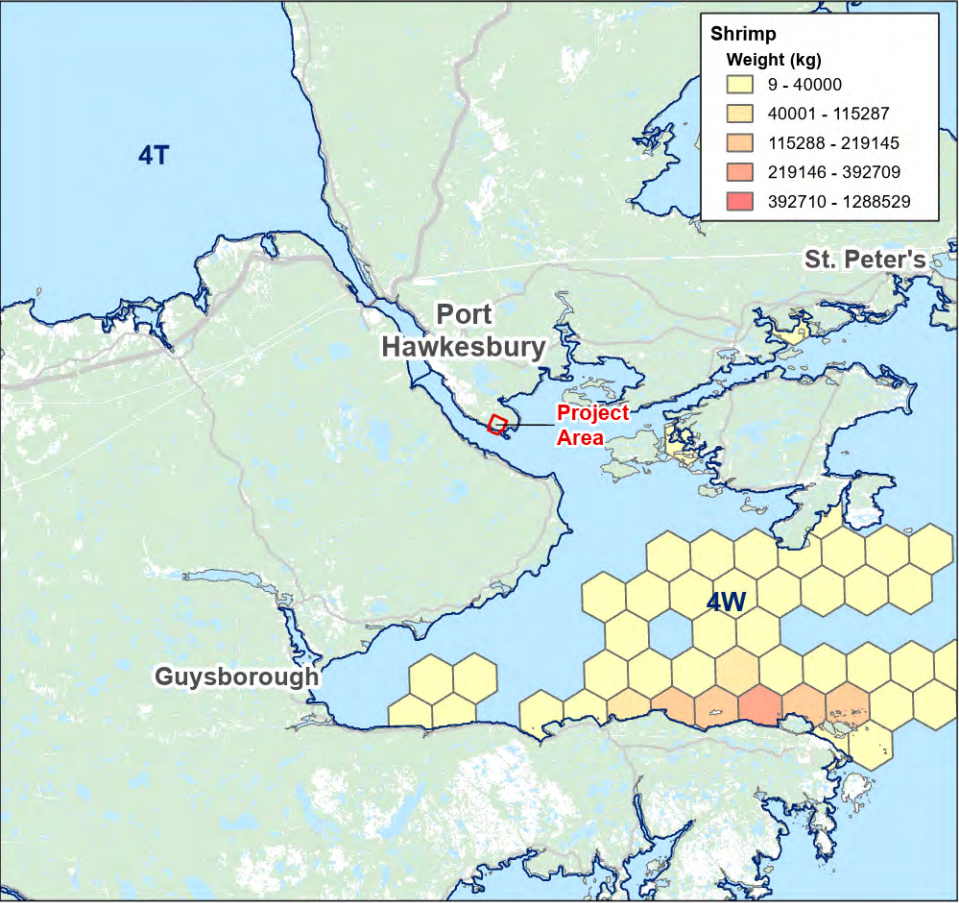 Shrimp
Weight (kg)
9 - 40000
40001 - 115287
115288 - 219145
219146 - 392709
392710 - 1288529
4T
St. Peter's
Port
Hawkesbury
Project
Area
4W
Guysborough